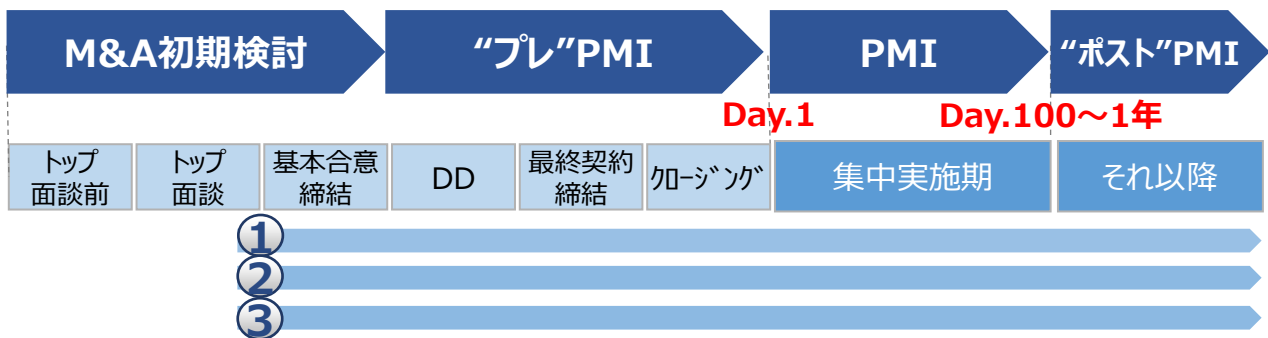 M&A初期検討
“プレ”PMI
PMI
“ポスト”PMI
Day.1
Day.100～1年
トップ
面談前
トップ
面談
基本合意
締結
DD
最終契約
締結
ｸﾛｰｼﾞﾝｸﾞ
集中実施期
それ以降
1
2
3